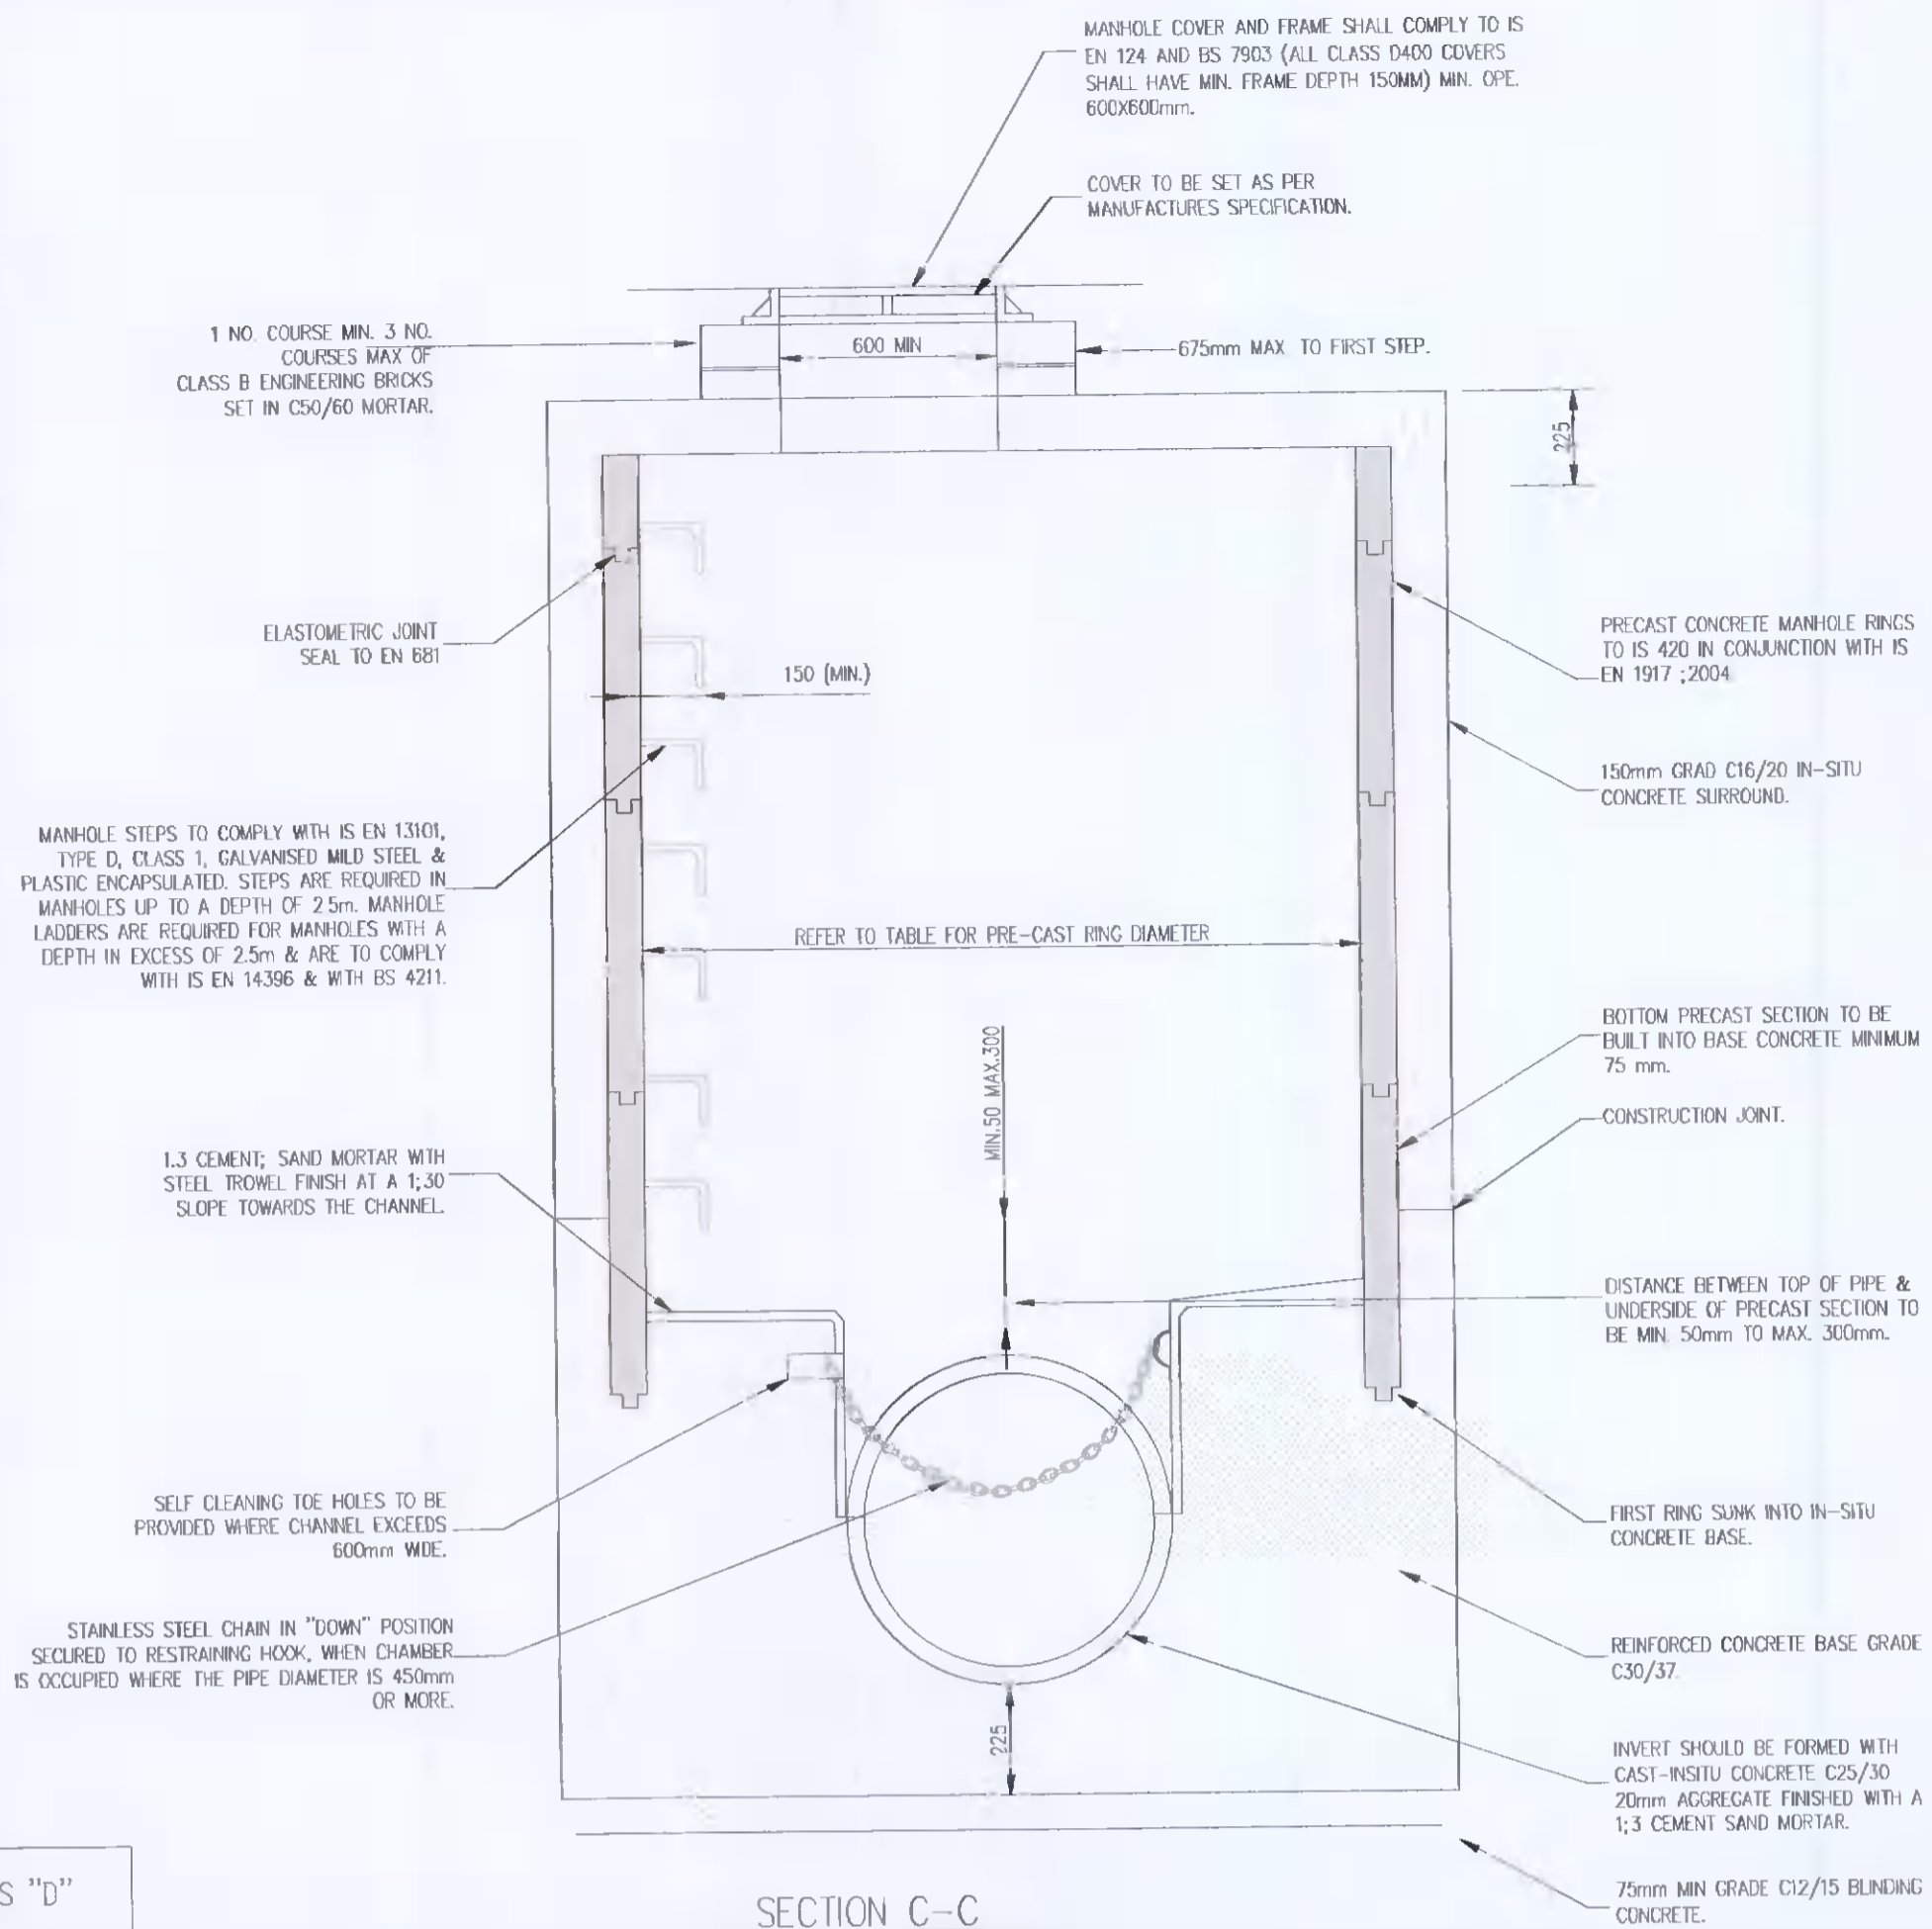 MANHOLE COVER AND FRAME SHALL COMPLY TO IS
EN 124 AND BS 7903 (ALL CLASS D400 COVERS
SHALL HAVE MIN. FRAME DEPTH 150MM) MIN. OPE.
600X600mm.
COVER TO BE SET AS PER
MANUFACTURES SPECIFICATION.
1 NO. COURSE MIN. 3 NO.
COURSES MAX OF
CLASS B ENGINEERING BRICKS
SET IN C50/60 MORTAR.
600 MIN
675mm MAX. TO FIRST STEP.
225
ELASTOMETRIC JOINT
SEAL TO EN 681
150 (MIN.)
PRECAST CONCRETE MANHOLE RINGS
TO IS 420 IN CONJUNCTION WITH IS
EN 1917 ;2004
150mm GRAD C16/20 IN-SITU
CONCRETE SURROUND.
MANHOLE STEPS TO COMPLY WITH IS EN 13101,
TYPE D, CLASS 1, GALVANISED MILD STEEL &
PLASTIC ENCAPSULATED. STEPS ARE REQUIRED IN
MANHOLES UP TO A DEPTH OF 2 5m. MANHOLE
LADDERS ARE REQUIRED FOR MANHOLES WITH A
DEPTH IN EXCESS OF 2.5m & ARE TO COMPLY
WITH IS EN 14396 & WITH BS 4211.
REFER TO TABLE FOR PRE-CAST RING DIAMETER
MIN.50 MAX.300
BOTTOM PRECAST SECTION TO BE
BUILT INTO BASE CONCRETE MINIMUM
75 mm.
CONSTRUCTION JOINT.
1.3 CEMENT; SAND MORTAR WITH
STEEL TROWEL FINISH AT A 1;30
SLOPE TOWARDS THE CHANNEL.
DISTANCE BETWEEN TOP OF PIPE &
UNDERSIDE OF PRECAST SECTION TO
BE MIN. 50mm TO MAX. 300mm.
SELF CLEANING TOE HOLES TO BE
PROVIDED WHERE CHANNEL EXCEEDS
600mm WIDE.
FIRST RING SUNK INTO IN-SITU
CONCRETE BASE.
STAINLESS STEEL CHAIN IN "DOWN" POSITION
SECURED TO RESTRAINING HOOK, WHEN CHAMBER
IS OCCUPIED WHERE THE PIPE DIAMETER IS 450mm
OR MORE.
REINFORCED CONCRETE BASE GRADE
C30/37.
225
INVERT SHOULD BE FORMED WITH
CAST-INSITU CONCRETE C25/30
20mm AGGREGATE FINISHED WITH A
1;3 CEMENT SAND MORTAR.
75mm MIN GRADE C12/15 BLINDING
CONCRETE.
S "D"
SECTION C-C